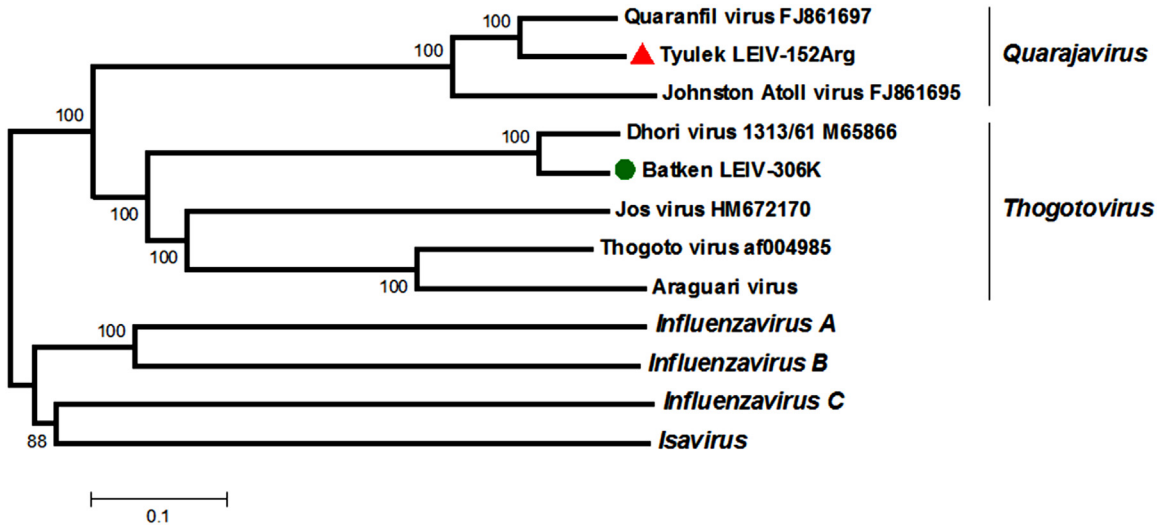 100
Quaranfil virus FJ861697
100
Tyulek LEIV-152Arg
Quarajavirus
Johnston Atoll virus FJ861695
100
100
Dhori virus 1313/61 M65866
Batken LEIV-306K
100
Jos virus HM672170
Thogotovirus
100
Thogoto virus af004985
100
Araguari virus
100
Influenzavirus A
Influenzavirus B
Influenzavirus C
88
Isavirus
0.1